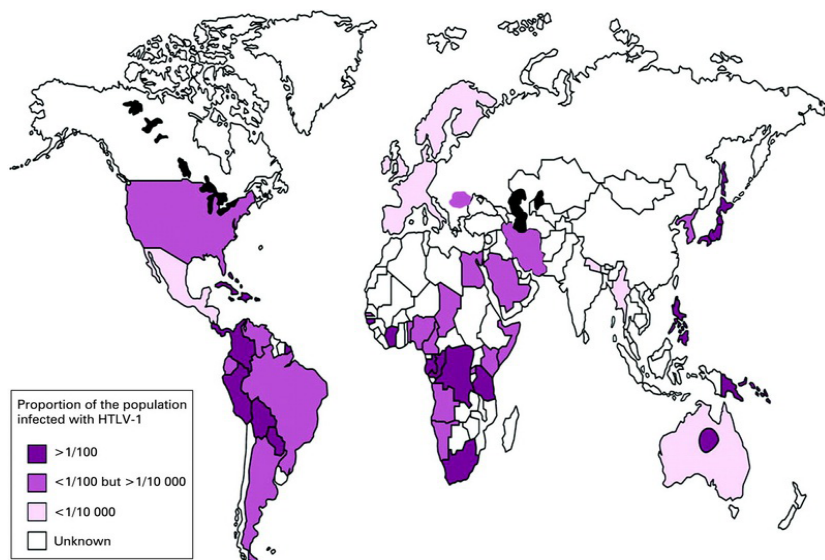 Proportion of the population
infected with HTLV-1
>1/100
<1/100 but >1/10 000
<1/10 000
Unknown